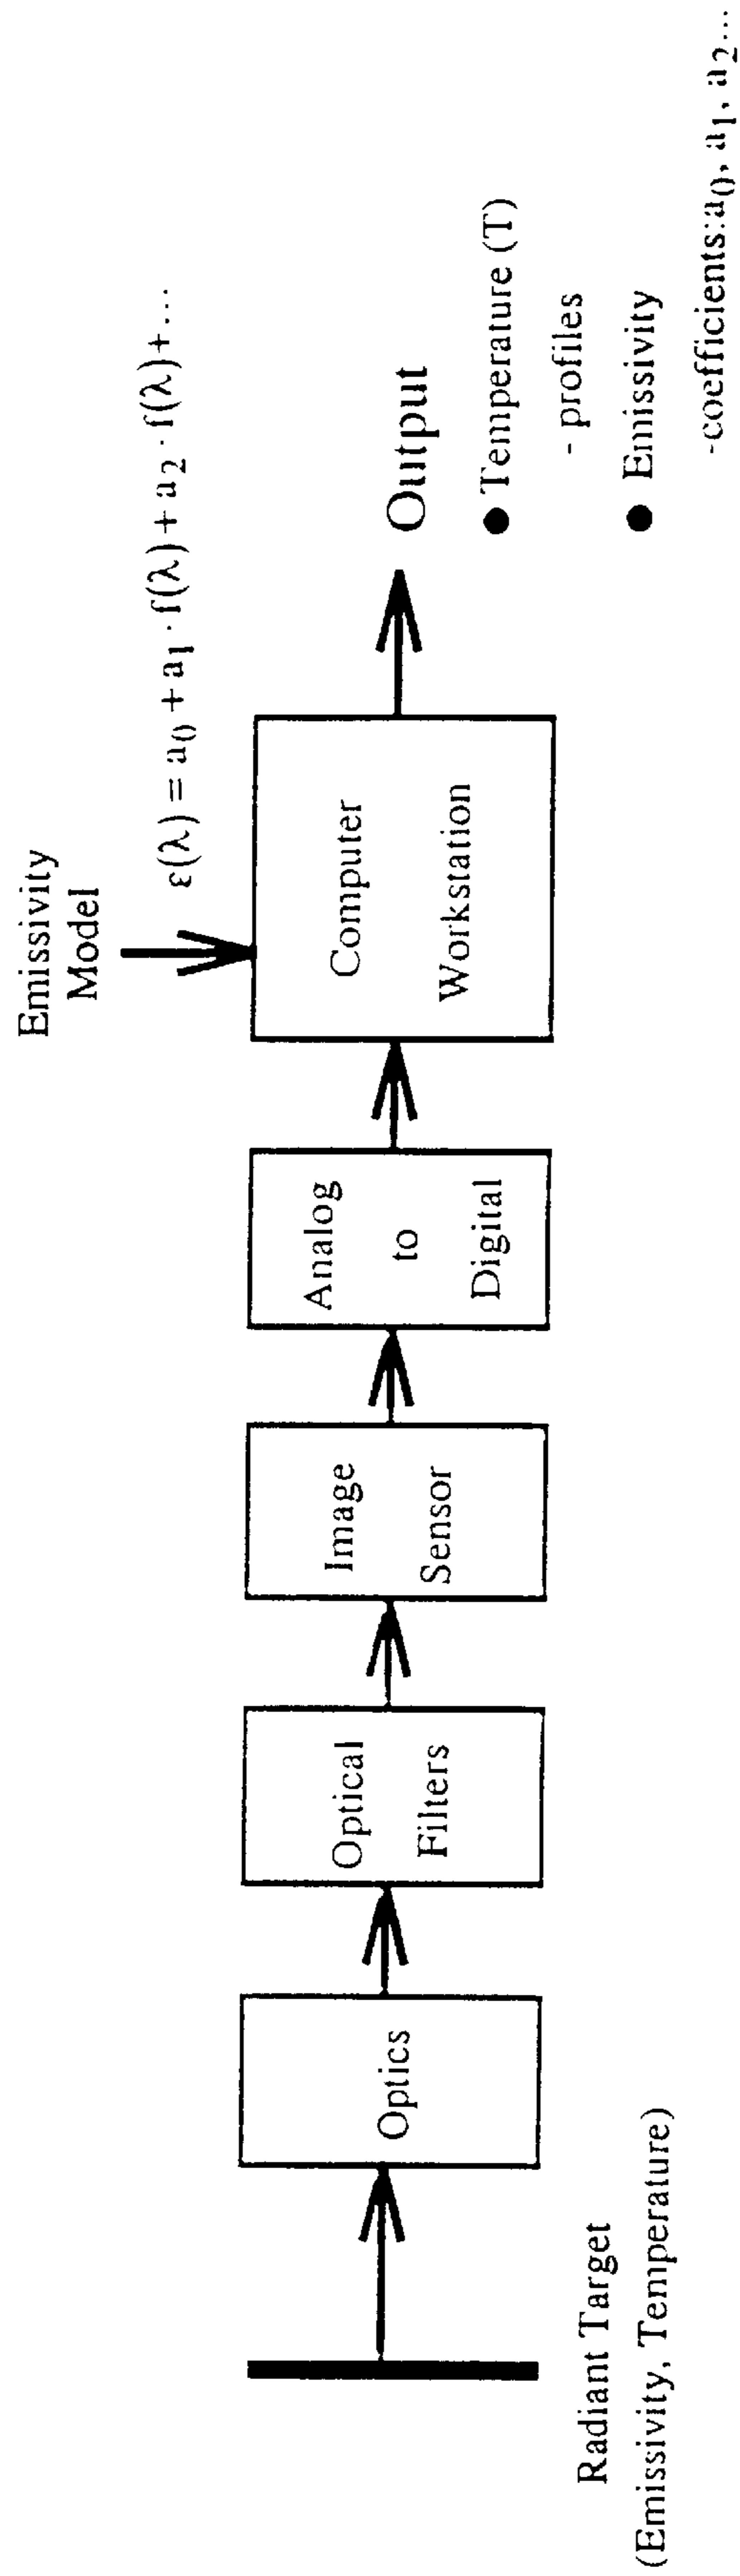 Emissivity
Model
ε(λ) = a0 + a1 · f(λ) + a2 · f(λ) + ...
Radiant Target
(Emissivity, Temperature)
Optics
Optical
Filters
Image
Sensor
Analog
to
Digital
Computer
Workstation
Output
● Temperature (T)
- profiles
● Emissivity
-coefficients:a0, a1, a2...